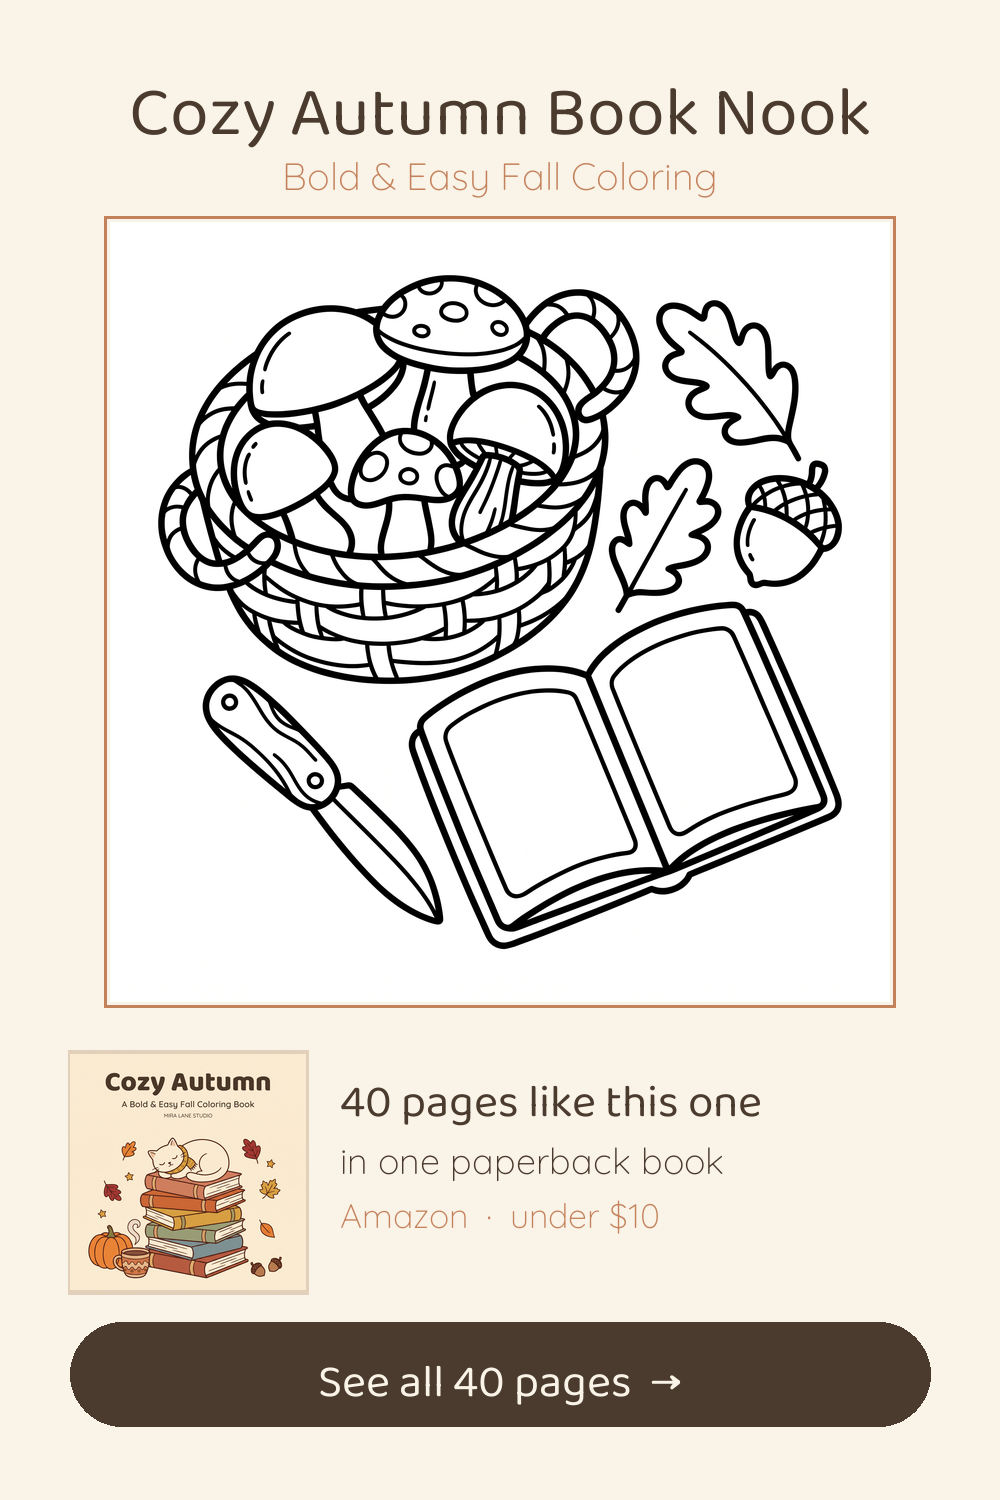 Cozy Autumn Book Nook
Bold & Easy Fall Coloring
Cozy Autumn
A Bold & Easy Fall Coloring Book
MIRA LANE STUDIO
40 pages like this one
in one paperback book
Amazon · under $10
See all 40 pages →